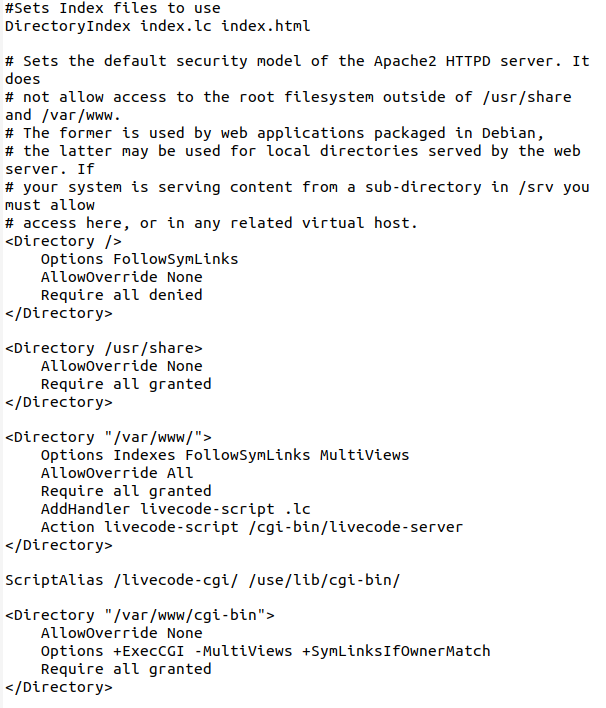 #Sets Index files to use
DirectoryIndex index.lc index.html

# Sets the default security model of the Apache2 HTTPD server. It
does
# not allow access to the root filesystem outside of /usr/share
and /var/www.
# The former is used by web applications packaged in Debian,
# the latter may be used for local directories served by the web
server. If
# your system is serving content from a sub-directory in /srv you
must allow
# access here, or in any related virtual host.
<Directory />
    Options FollowSymLinks
    AllowOverride None
    Require all denied
</Directory>

<Directory /usr/share>
    AllowOverride None
    Require all granted
</Directory>

<Directory "/var/www/">
    Options Indexes FollowSymLinks MultiViews
    AllowOverride All
    Require all granted
    AddHandler livecode-script .lc
    Action livecode-script /cgi-bin/livecode-server
</Directory>

ScriptAlias /livecode-cgi/ /use/lib/cgi-bin/

<Directory "/var/www/cgi-bin">
    AllowOverride None
    Options +ExecCGI -MultiViews +SymLinksIfOwnerMatch
    Require all granted
</Directory>